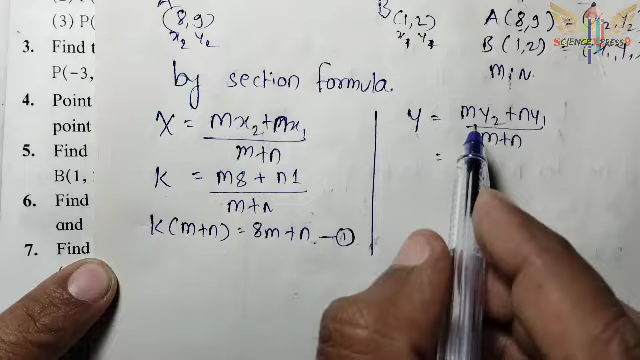 A
B
(2) P(
(8,9)
(1,2)
A (8,9) =
x₂ y₂
x₁ y₁
B (1,2) =
m : n.
SCIENCE XPRESS
3. Find t
P(−3,
by section formula.
4. Point
point
X = mx₂+nx₁
m+n
Y = my₂+ny₁
m+n
=
5. Find
B(1,
K = m8 + n1
m+n
6. Find
and
K(m+n) = 8m+n. —①
7. Find